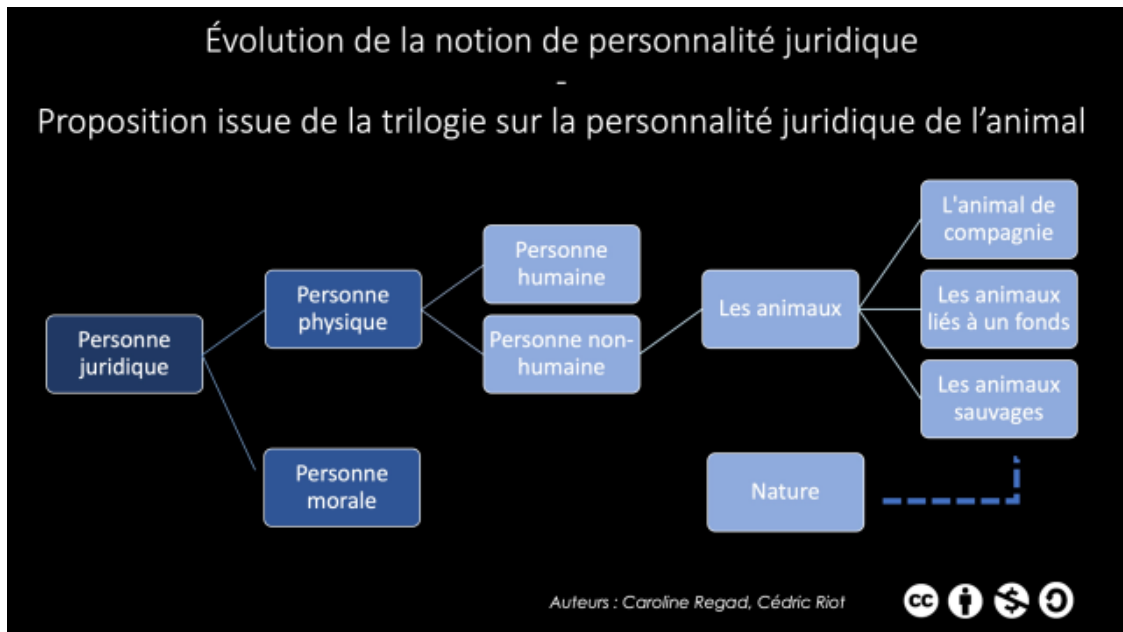 Évolution de la notion de personnalité juridique
-
Proposition issue de la trilogie sur la personnalité juridique de l'animal
Personne
juridique
Personne
physique
Personne
morale
Personne
humaine
Personne non-
humaine
Les animaux
Nature
L'animal de
compagnie
Les animaux
liés à un fonds
Les animaux
sauvages
Auteurs : Caroline Regad, Cédric Riot
cc